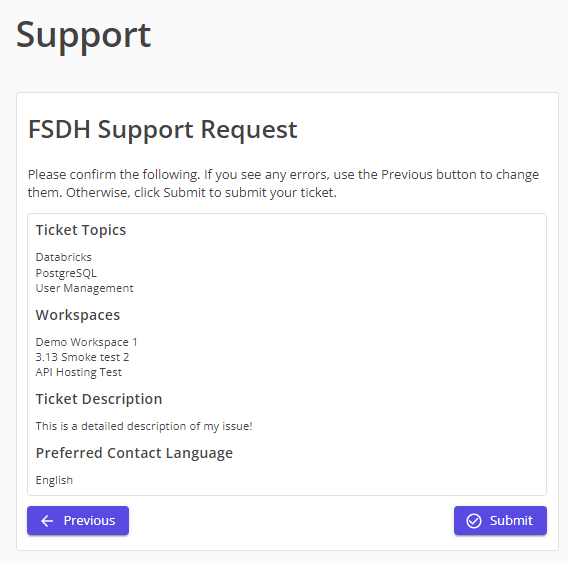 Support
FSDH Support Request
Please confirm the following. If you see any errors, use the Previous button to change
them. Otherwise, click Submit to submit your ticket.
Ticket Topics
Databricks
PostgreSQL
User Management
Workspaces
Demo Workspace 1
3.13 Smoke test 2
API Hosting Test
Ticket Description
This is a detailed description of my issue!
Preferred Contact Language
English
Previous
Submit